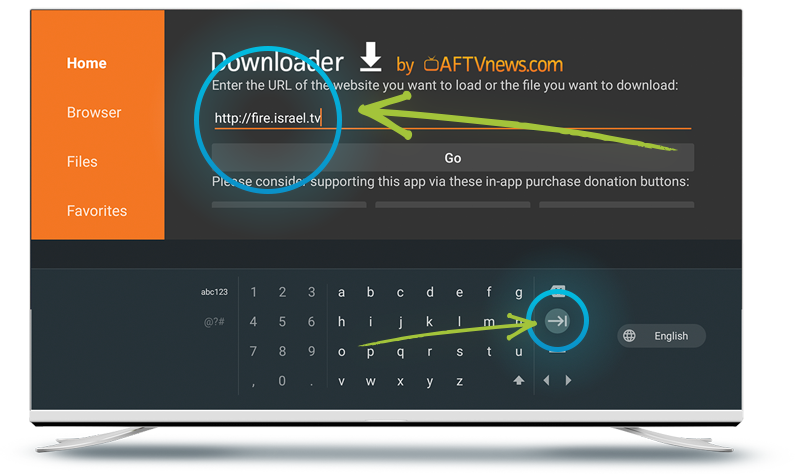 Home
Browser
Files
Favorites
Downloader by AFTVnews.com
Enter the URL of the website you want to load or the file you want to download:
http://fire.israel.tv
Go
Please consider supporting this app via these in-app purchase donation buttons:
abc123 1 2 3 a b c d e f g
@?# 4 5 6 h i j k l m
7 8 9 o p q r s t u
, 0 . v w x y z
English